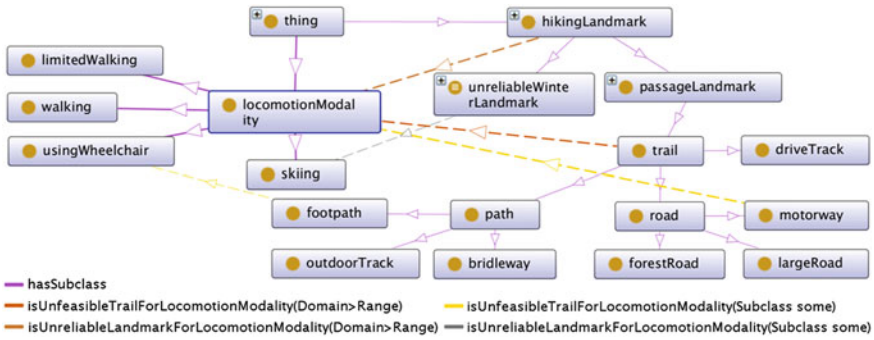 thing
hikingLandmark
limitedWalking
walking
usingWheelchair
locomotionModal
ity
unreliableWinte
rLandmark
passageLandmark
skiing
trail
driveTrack
footpath
path
road
motorway
outdoorTrack
bridleway
forestRoad
largeRoad
hasSubclass
isUnfeasibleTrailForLocomotionModality(Domain>Range)
isUnfeasibleTrailForLocomotionModality(Subclass some)
isUnreliableLandmarkForLocomotionModality(Domain>Range)
isUnreliableLandmarkForLocomotionModality(Subclass some)